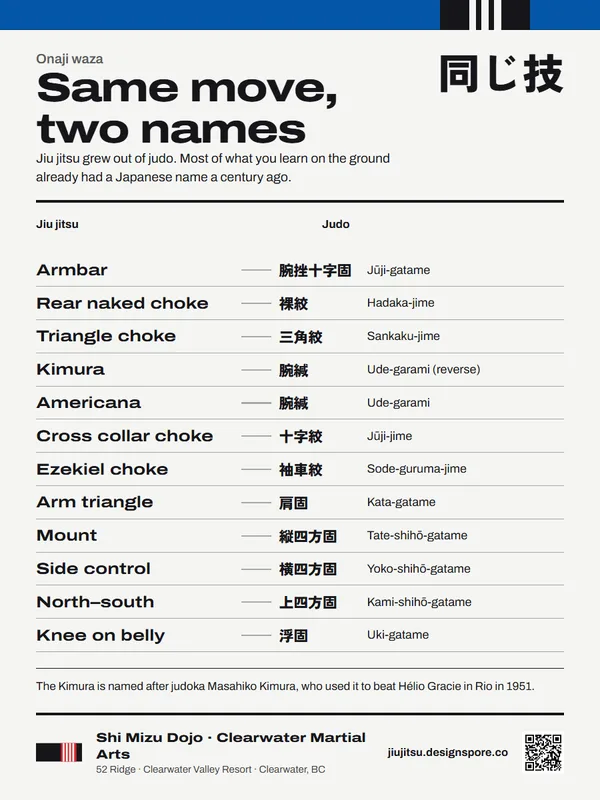 Onaji waza
同じ技
Same move,
two names
Jiu jitsu grew out of judo. Most of what you learn on the ground
already had a Japanese name a century ago.
Jiu jitsu Judo
Armbar 腕挫十字固 Jūji-gatame
Rear naked choke 裸絞 Hadaka-jime
Triangle choke 三角絞 Sankaku-jime
Kimura 腕緘 Ude-garami (reverse)
Americana 腕緘 Ude-garami
Cross collar choke 十字絞 Jūji-jime
Ezekiel choke 袖車絞 Sode-guruma-jime
Arm triangle 肩固 Kata-gatame
Mount 縦四方固 Tate-shihō-gatame
Side control 横四方固 Yoko-shihō-gatame
North–south 上四方固 Kami-shihō-gatame
Knee on belly 浮固 Uki-gatame
The Kimura is named after judoka Masahiko Kimura, who used it to beat Hélio Gracie in Rio in 1951.
Shi Mizu Dojo · Clearwater Martial
Arts
52 Ridge · Clearwater Valley Resort · Clearwater, BC
jiujitsu.designspore.co